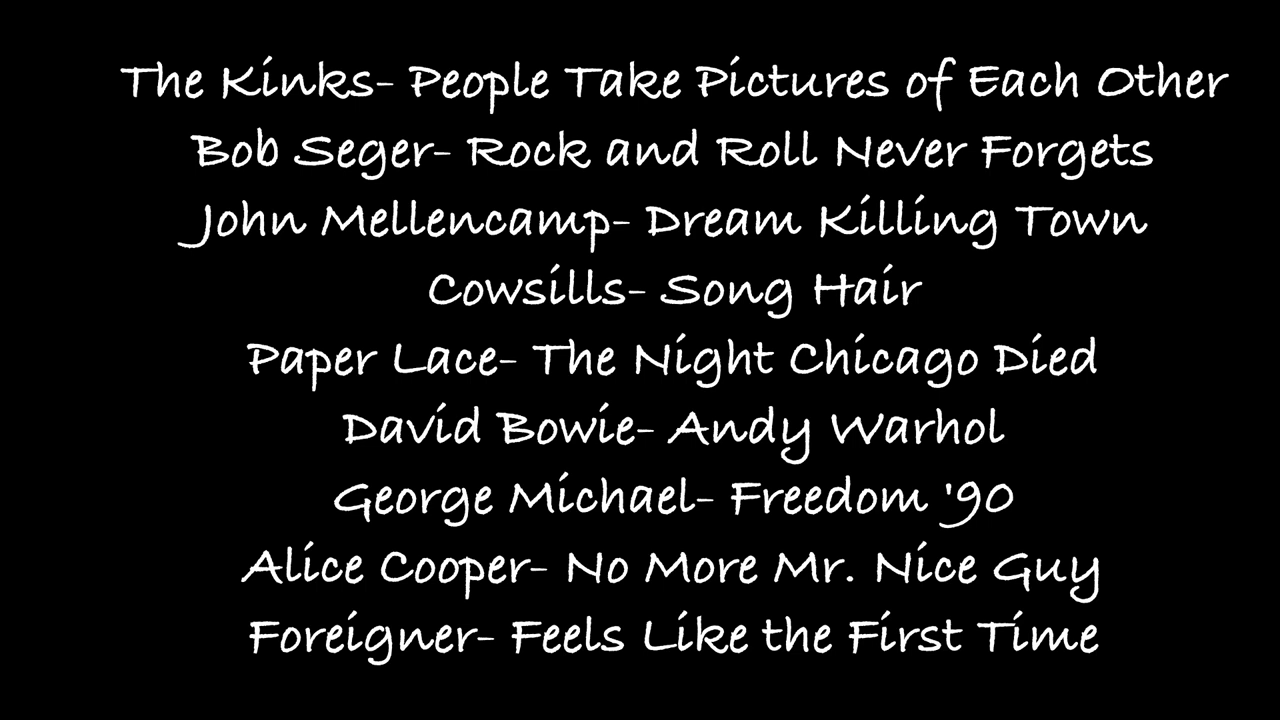 The Kinks- People Take Pictures of Each Other
Bob Seger- Rock and Roll Never Forgets
John Mellencamp- Dream Killing Town
Cowsills- Song Hair
Paper Lace- The Night Chicago Died
David Bowie- Andy Warhol
George Michael- Freedom '90
Alice Cooper- No More Mr. Nice Guy
Foreigner- Feels Like the First Time